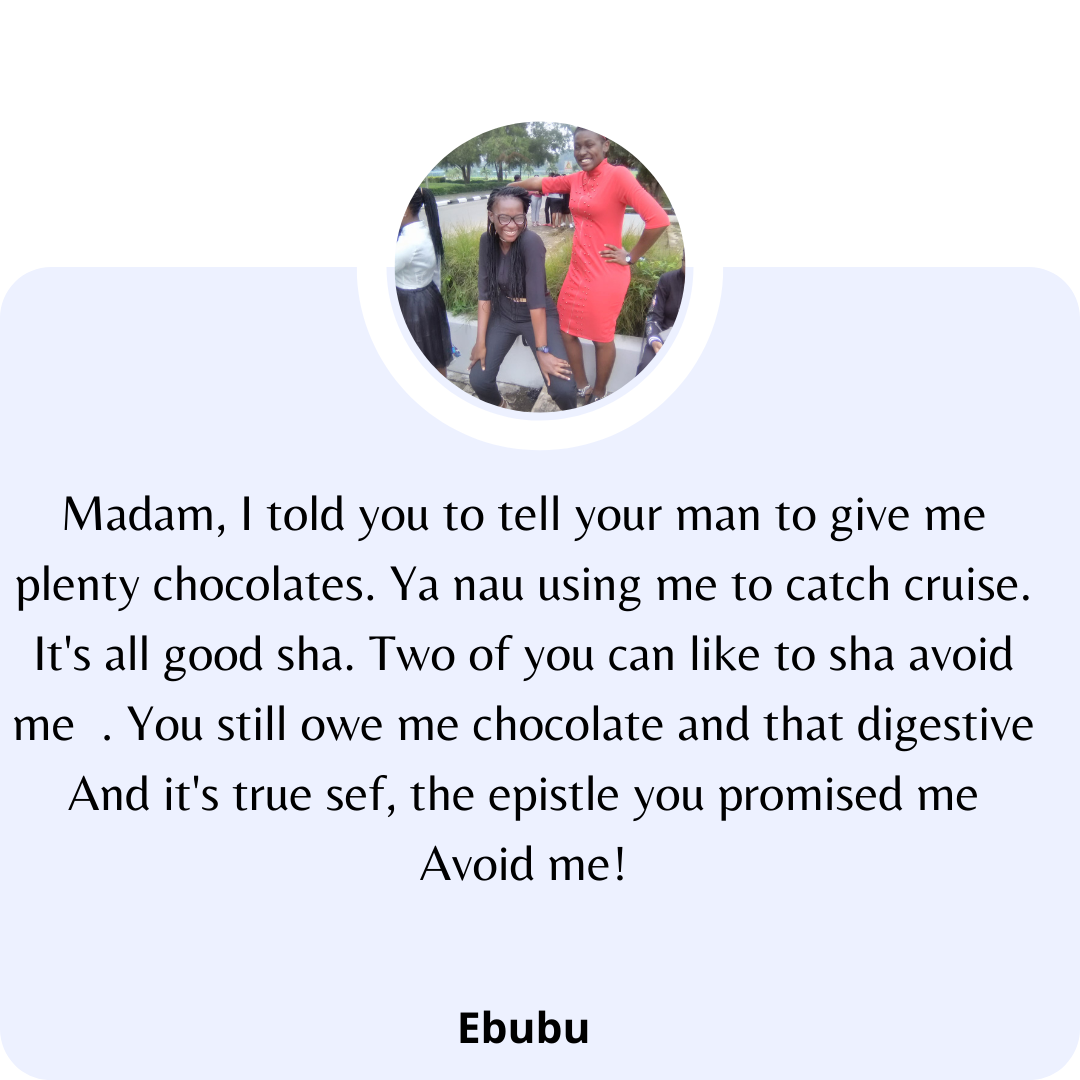 Madam, I told you to tell your man to give me
plenty chocolates. Ya nau using me to catch cruise.
It's all good sha. Two of you can like to sha avoid
me . You still owe me chocolate and that digestive
And it's true sef, the epistle you promised me
Avoid me!
Ebubu